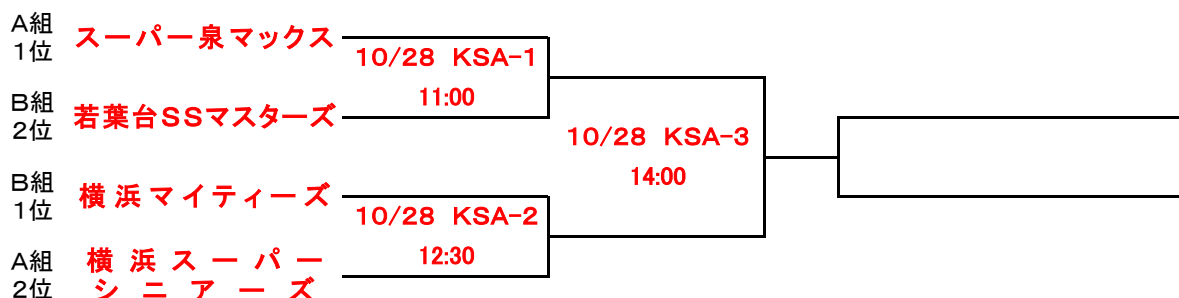 A組
1位
スーパー泉マックス
10/28 KSA-1
11:00
B組
2位
若葉台SSマスターズ
10/28 KSA-3
14:00
B組
1位
横浜マイティーズ
10/28 KSA-2
12:30
A組
2位
横浜スーパー
シニアーズ